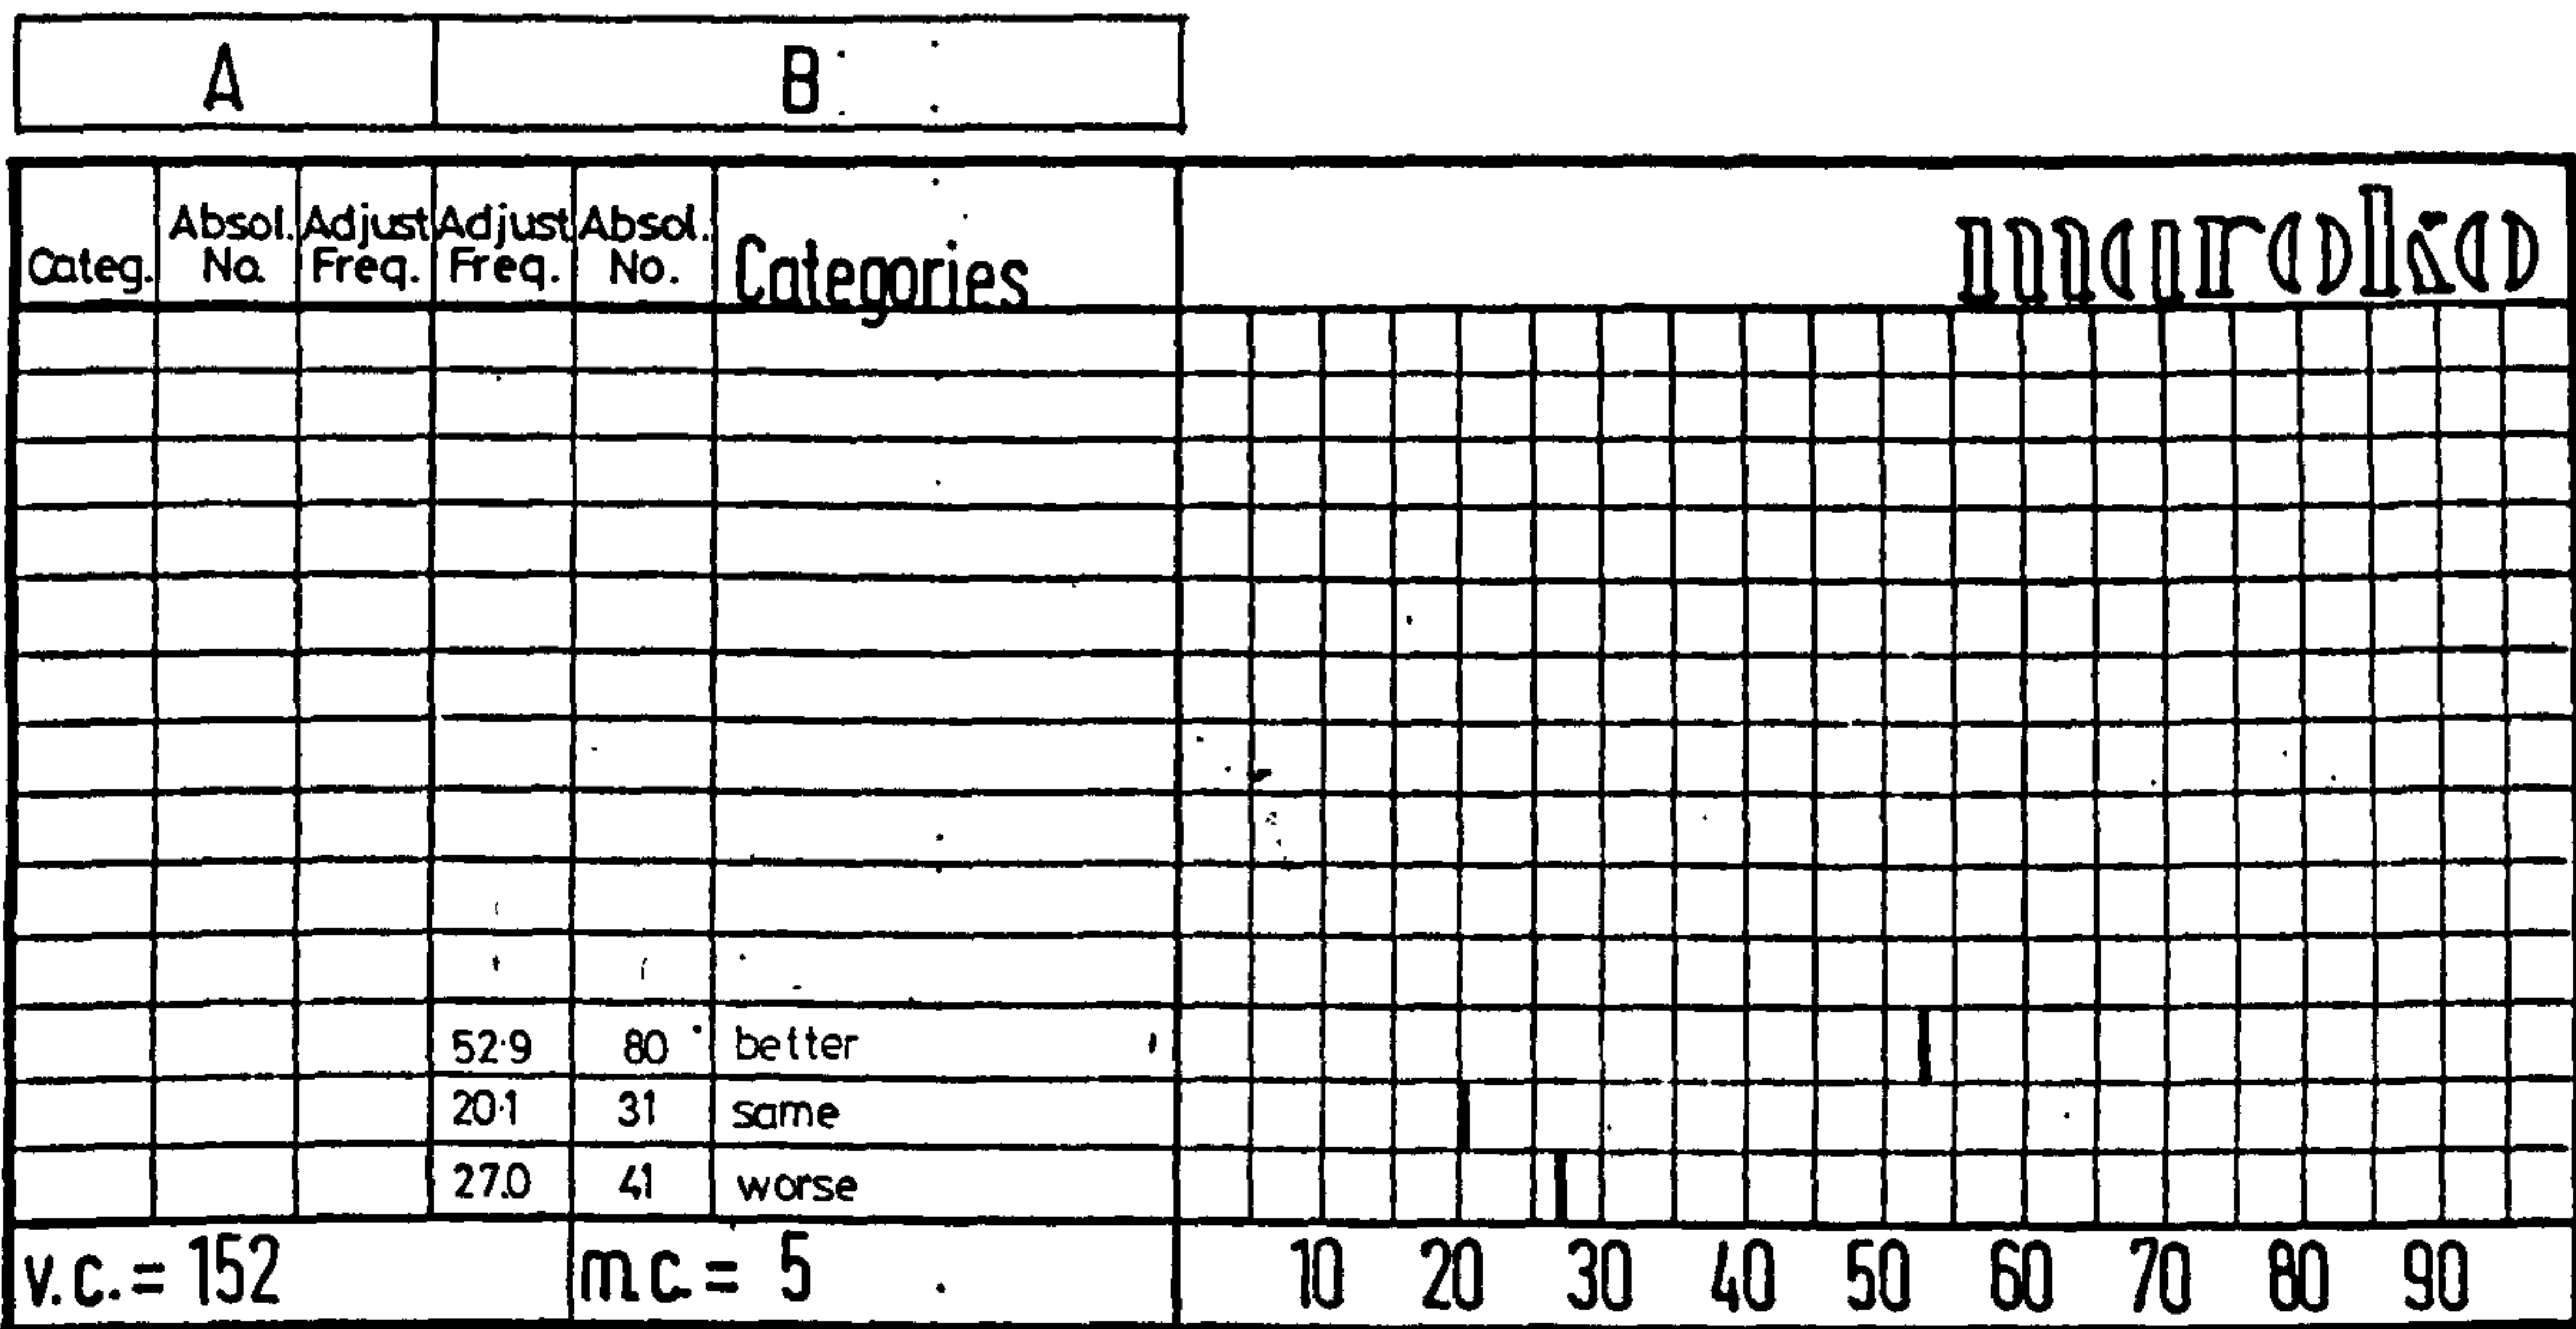 A B
Categ. Absol. No. Adjust Freq. Adjust Freq. Absol. No. Categories maraka
52·9 80 better
20·1 31 same
27.0 41 worse
v.c. = 152 m.c. = 5 10 20 30 40 50 60 70 80 90